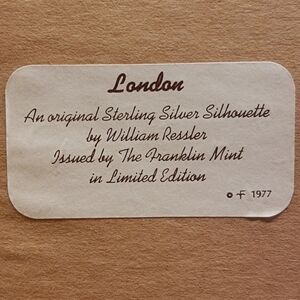 London
An original Sterling Silver Silhouette
by William Ressler
Issued by The Franklin Mint
in Limited Edition
© 1977